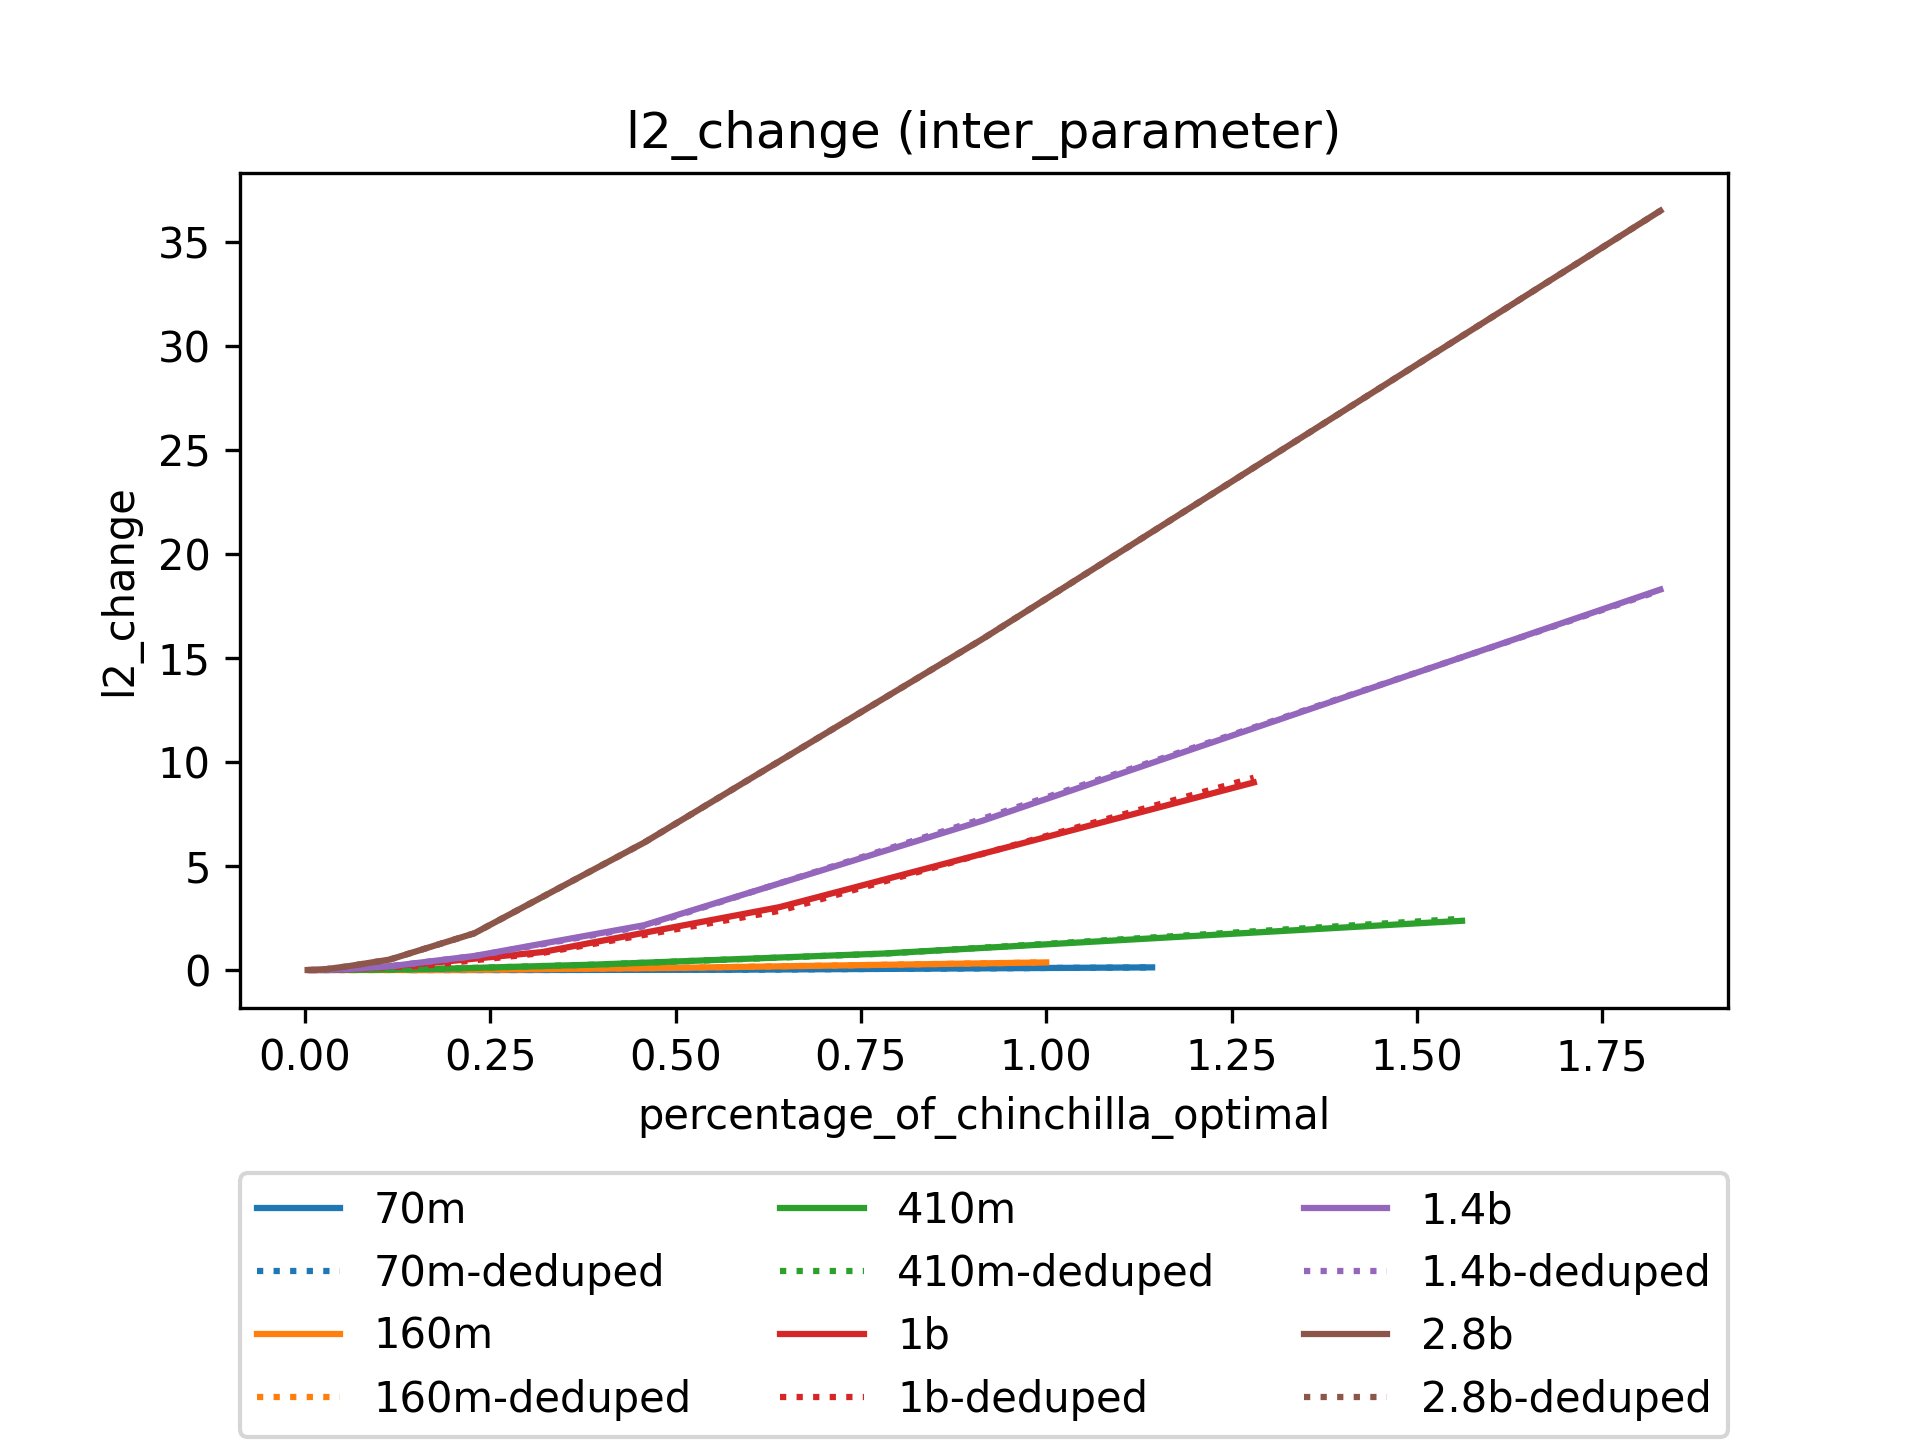 l2_change (inter_parameter)
35
30
25
20
15
10
5
0
l2_change
0.00 0.25 0.50 0.75 1.00 1.25 1.50 1.75
percentage_of_chinchilla_optimal
70m
70m-deduped
160m
160m-deduped
410m
410m-deduped
1b
1b-deduped
1.4b
1.4b-deduped
2.8b
2.8b-deduped